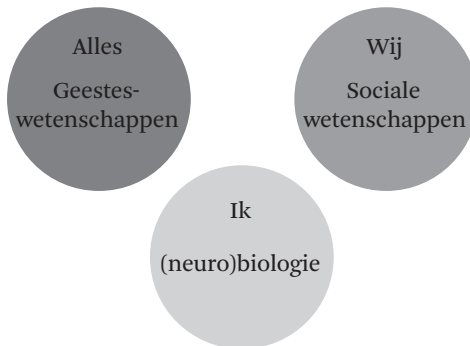 Alles
Geestes-
wetenschappen
Wij
Sociale
wetenschappen
Ik
(neuro)biologie